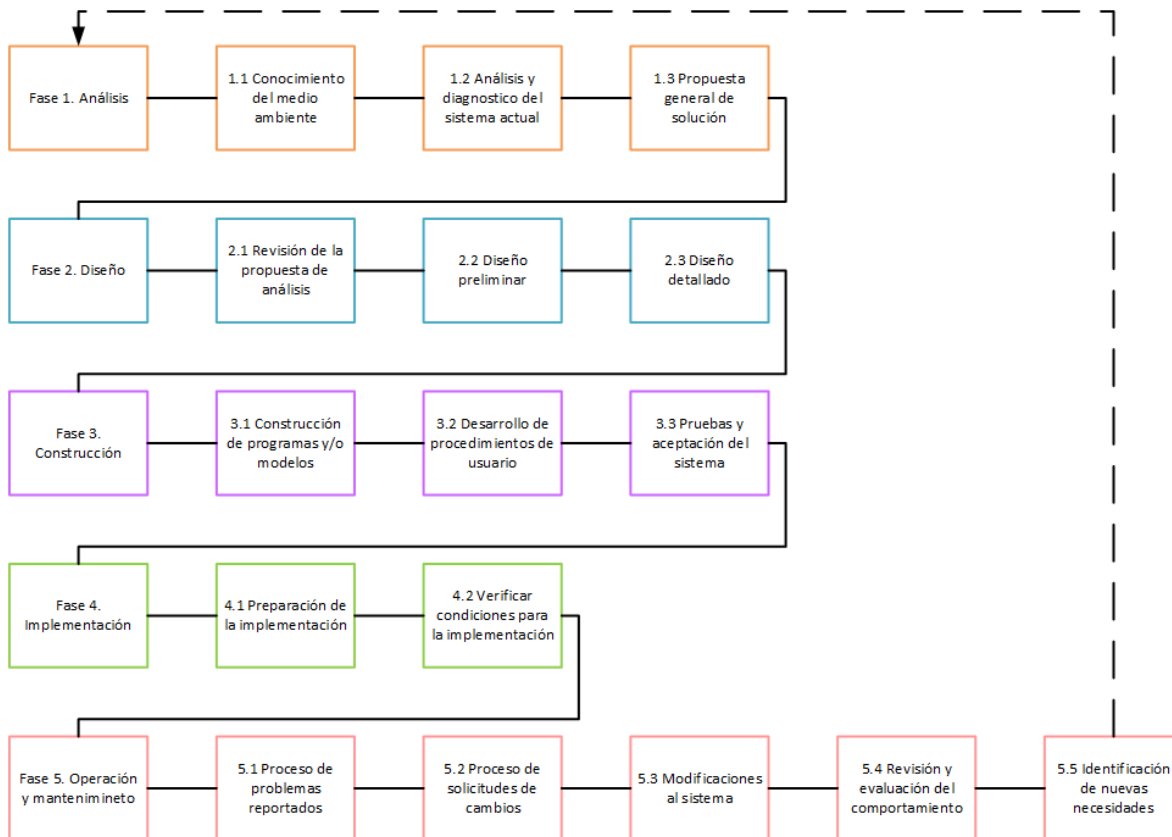 Fase 1. Análisis
1.1 Conocimiento
del medio
ambiente
1.2 Análisis y
diagnostico del
sistema actual
1.3 Propuesta
general de
solución
Fase 2. Diseño
2.1 Revisión de la
propuesta de
análisis
2.2 Diseño
preliminar
2.3 Diseño
detallado
Fase 3.
Construcción
3.1 Construcción
de programas y/o
modelos
3.2 Desarrollo de
procedimientos de
usuario
3.3 Pruebas y
aceptación del
sistema
Fase 4.
Implementación
4.1 Preparación de
la implementación
4.2 Verificar
condiciones para
la implementación
Fase 5. Operación
y mantenimineto
5.1 Proceso de
problemas
reportados
5.2 Proceso de
solicitudes de
cambios
5.3 Modificaciones
al sistema
5.4 Revisión y
evaluación del
comportamiento
5.5 Identificación
de nuevas
necesidades